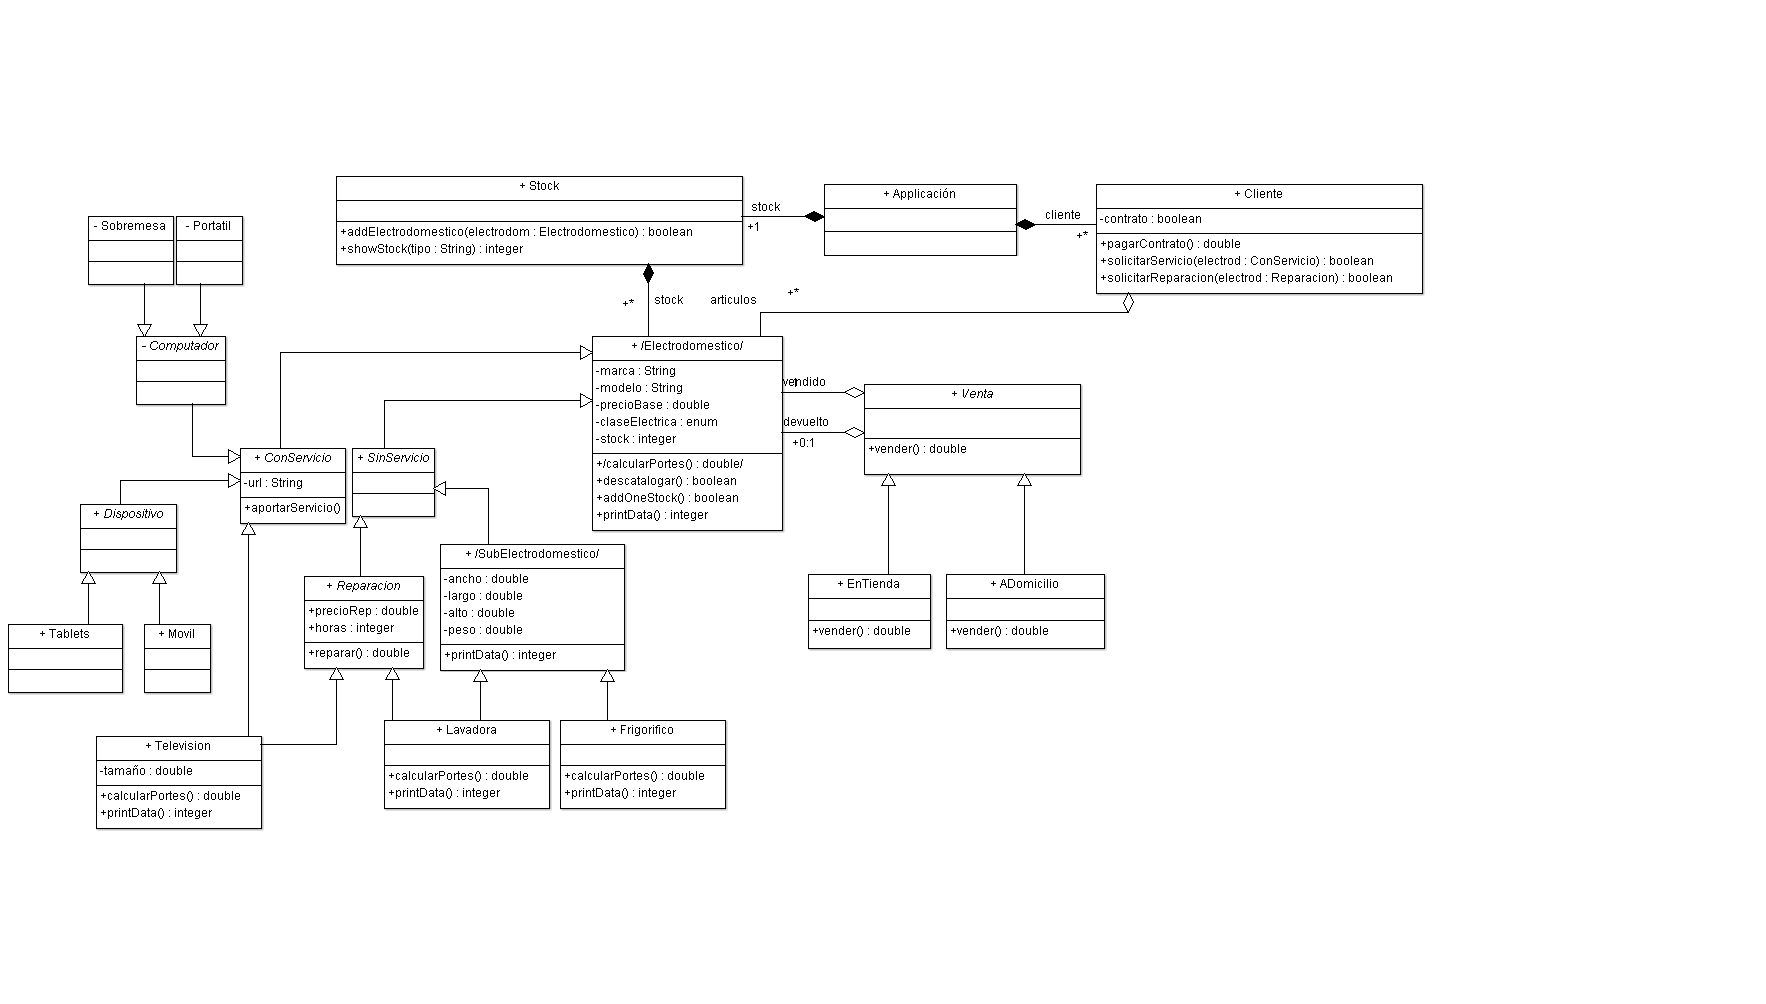 + Stock
+addElectrodomestico(electrodom : Electrodomestico) : boolean
+showStock(tipo : String) : integer
stock
+1
+ Applicación
cliente
+*
+ Cliente
-contrato : boolean
+pagarContrato() : double
+solicitarServicio(electrod : ConServicio) : boolean
+solicitarReparacion(electrod : Reparacion) : boolean
- Sobremesa
- Portatil
- Computador
+*
stock
articulos
+*
+ /Electrodomestico/
-marca : String
-modelo : String
-precioBase : double
-claseElectrica : enum
-stock : integer
+/calcularPortes() : double/
+descatalogar() : boolean
+addOneStock() : boolean
+printData() : integer
vendido
devuelto
+0:1
+ Venta
+vender() : double
+ ConServicio
-url : String
+aportarServicio()
+ SinServicio
+ Dispositivo
+ /SubElectrodomestico/
-ancho : double
-largo : double
-alto : double
-peso : double
+printData() : integer
+ Reparacion
+precioRep : double
+horas : integer
+reparar() : double
+ EnTienda
+vender() : double
+ ADomicilio
+vender() : double
+ Tablets
+ Movil
+ Television
-tamaño : double
+calcularPortes() : double
+printData() : integer
+ Lavadora
+calcularPortes() : double
+printData() : integer
+ Frigorifico
+calcularPortes() : double
+printData() : integer